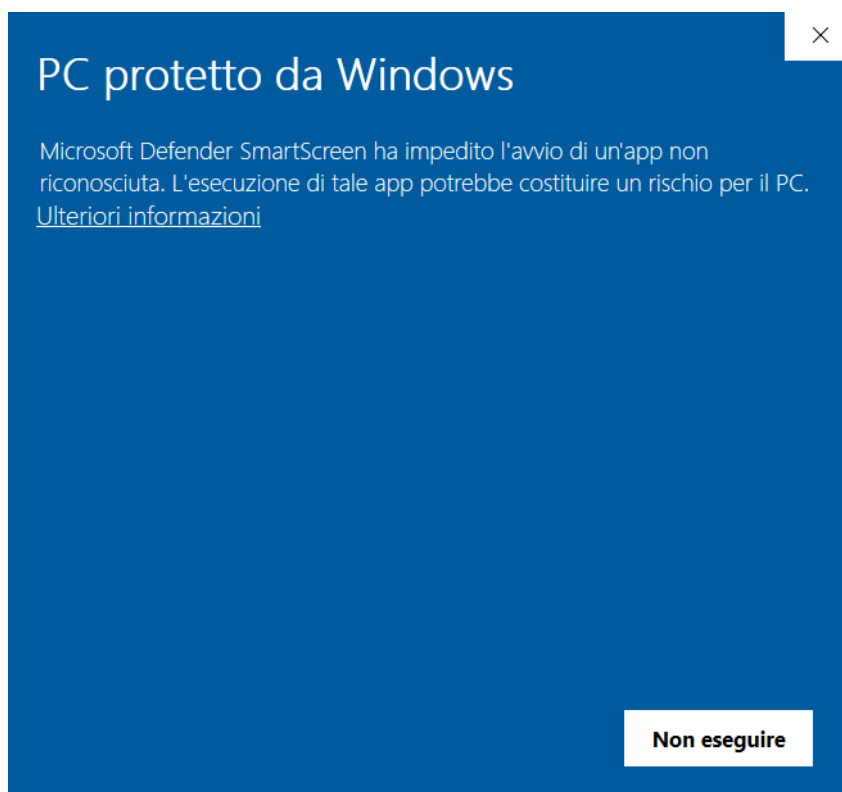 PC protetto da Windows
Microsoft Defender SmartScreen ha impedito l'avvio di un'app non
riconosciuta. L'esecuzione di tale app potrebbe costituire un rischio per il PC.
Ulteriori informazioni
Non eseguire